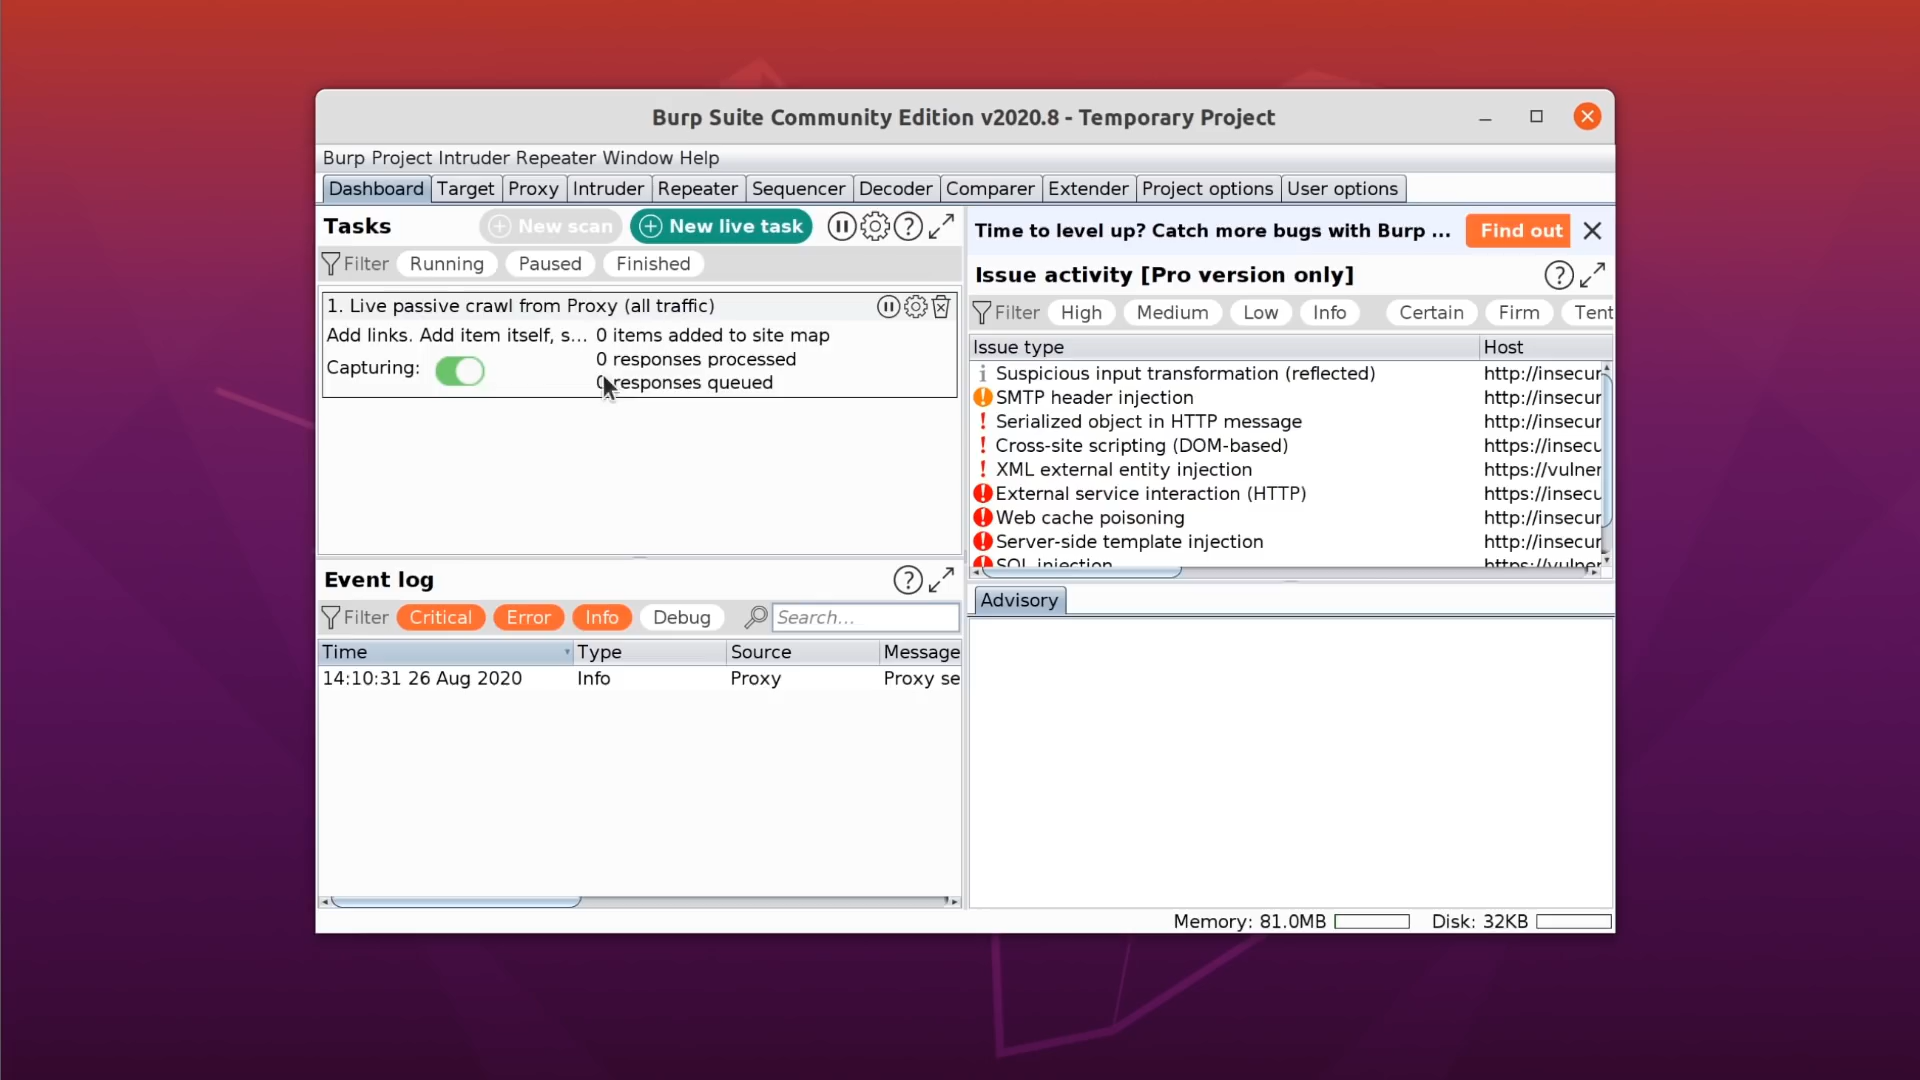 Burp Suite Community Edition v2020.8 - Temporary Project
Burp Project Intruder Repeater Window Help
Dashboard Target Proxy Intruder Repeater Sequencer Decoder Comparer Extender Project options User options
Tasks
New scan
New live task
Filter Running Paused Finished
1. Live passive crawl from Proxy (all traffic)
Add links. Add item itself, s... 0 items added to site map
0 responses processed
Capturing:
0 responses queued
Event log
Filter Critical Error Info Debug Search...
Time Type Source Message
14:10:31 26 Aug 2020 Info Proxy Proxy se
Time to level up? Catch more bugs with Burp ... Find out
Issue activity [Pro version only]
Filter High Medium Low Info Certain Firm Tent
Issue type Host
Suspicious input transformation (reflected) http://insecur
SMTP header injection http://insecur
Serialized object in HTTP message http://insecur
Cross-site scripting (DOM-based) https://insecu
XML external entity injection https://vulner
External service interaction (HTTP) https://insecu
Web cache poisoning http://insecur
Server-side template injection http://insecur
SQL injection https://vulner
Advisory
Memory: 81.0MB Disk: 32KB